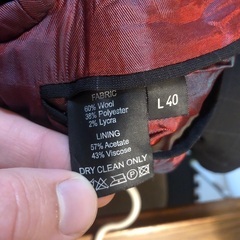 FABRIC
60% Wool
38% Polyester
2% Lycra
LINING
57% Acetate
43% Viscose
DRY CLEAN ONLY
L 40